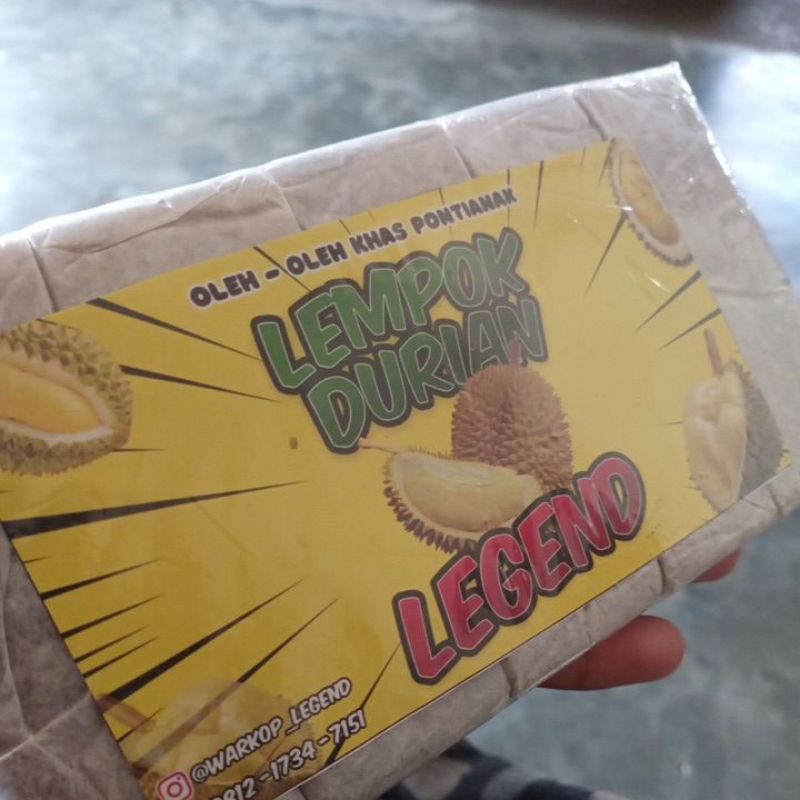 OLEH - OLEH KHAS PONTIANAK
LEMPOK
DURIAN
LEGEND
@WARKOP_LEGEND
0812-1734-7151